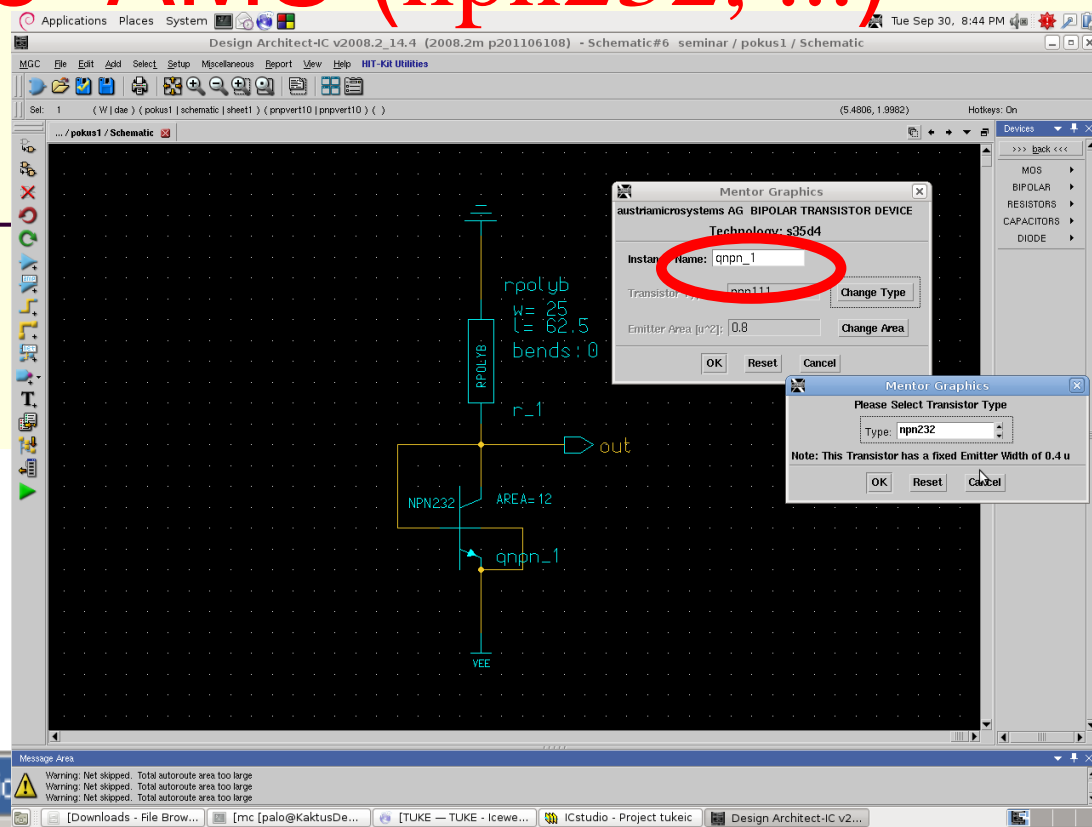 AMS (npn232, ...)
Applications Places System
Tue Sep 30, 8:44 PM
Design Architect-IC v2008.2_14.4 (2008.2m p201106108) - Schematic#6 seminar / pokus1 / Schematic
MGC File Edit Add Select Setup Miscellaneous Report View Help HIT-Kit Utilities
Sel: 1 ( W | dae ) ( pokus1 | schematic | sheet1 ) ( pnpvert10 | pnpvert10 ) ( ) (5.4806, 1.9982) Hotkeys: On
... / pokus1 / Schematic
Devices
>>> back <<<
MOS
BIPOLAR
RESISTORS
CAPACITORS
DIODE
Mentor Graphics
austriamicrosystems AG BIPOLAR TRANSISTOR DEVICE
Technology: s35d4
Name: qnpn_1
npn111 Change Type
Emitter Area [u^2]: 0.8 Change Area
OK Reset Cancel
Mentor Graphics
Please Select Transistor Type
Type: npn232
Note: This Transistor has a fixed Emitter Width of 0.4 u
OK Reset Cancel
rpolyb
w= 25
l= 62.5
bends:0
RPOLYB
r_1
out
NPN232 AREA=12
qnpn_1
VEE
T
Message Area
Warning: Net skipped. Total autoroute area too large
Warning: Net skipped. Total autoroute area too large
Warning: Net skipped. Total autoroute area too large
[Downloads - File Brow... [mc [palo@KaktusDe... [TUKE — TUKE - Icewe... ICstudio - Project tukeic Design Architect-IC v2...